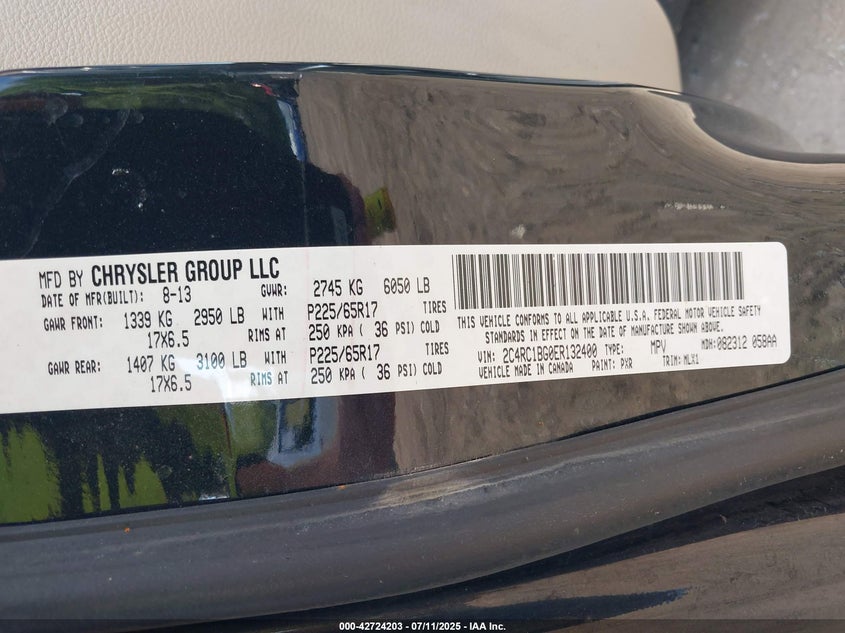 MFD BY CHRYSLER GROUP LLC
DATE OF MFR(BUILT): 8-13 GVWR: 2745 KG 6050 LB
GAWR FRONT: 1339 KG 2950 LB WITH P225/65R17 TIRES
17X6.5 RIMS AT 250 KPA ( 36 PSI) COLD
GAWR REAR: 1407 KG 3100 LB WITH P225/65R17 TIRES
17X6.5 RIMS AT 250 KPA ( 36 PSI) COLD
THIS VEHICLE CONFORMS TO ALL APPLICABLE U.S.A. FEDERAL MOTOR VEHICLE SAFETY
STANDARDS IN EFFECT ON THE DATE OF MANUFACTURE SHOWN ABOVE.
VIN: 2C4RC1BG0ER132400 TYPE: MPV MDH: 082312 058AA
VEHICLE MADE IN CANADA PAINT: PXR TRIM: MLX1
000-42724203 - 07/11/2025 - IAA Inc.